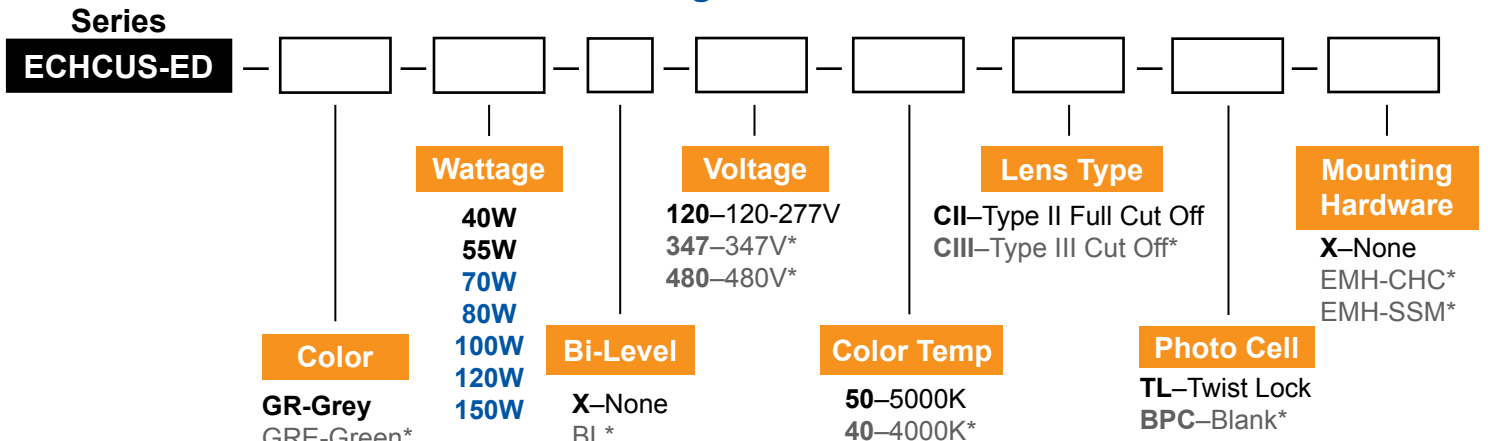 Series
ECHCUS-ED
Wattage
40W
55W
70W
80W
100W
120W
150W
Voltage
120–120-277V
347–347V*
480–480V*
Lens Type
CII–Type II Full Cut Off
CIII–Type III Cut Off*
Mounting
Hardware
X–None
EMH-CHC*
EMH-SSM*
Color
GR-Grey
GRE-Green*
Bi-Level
X–None
BL*
Color Temp
50–5000K
40–4000K*
Photo Cell
TL–Twist Lock
BPC–Blank*